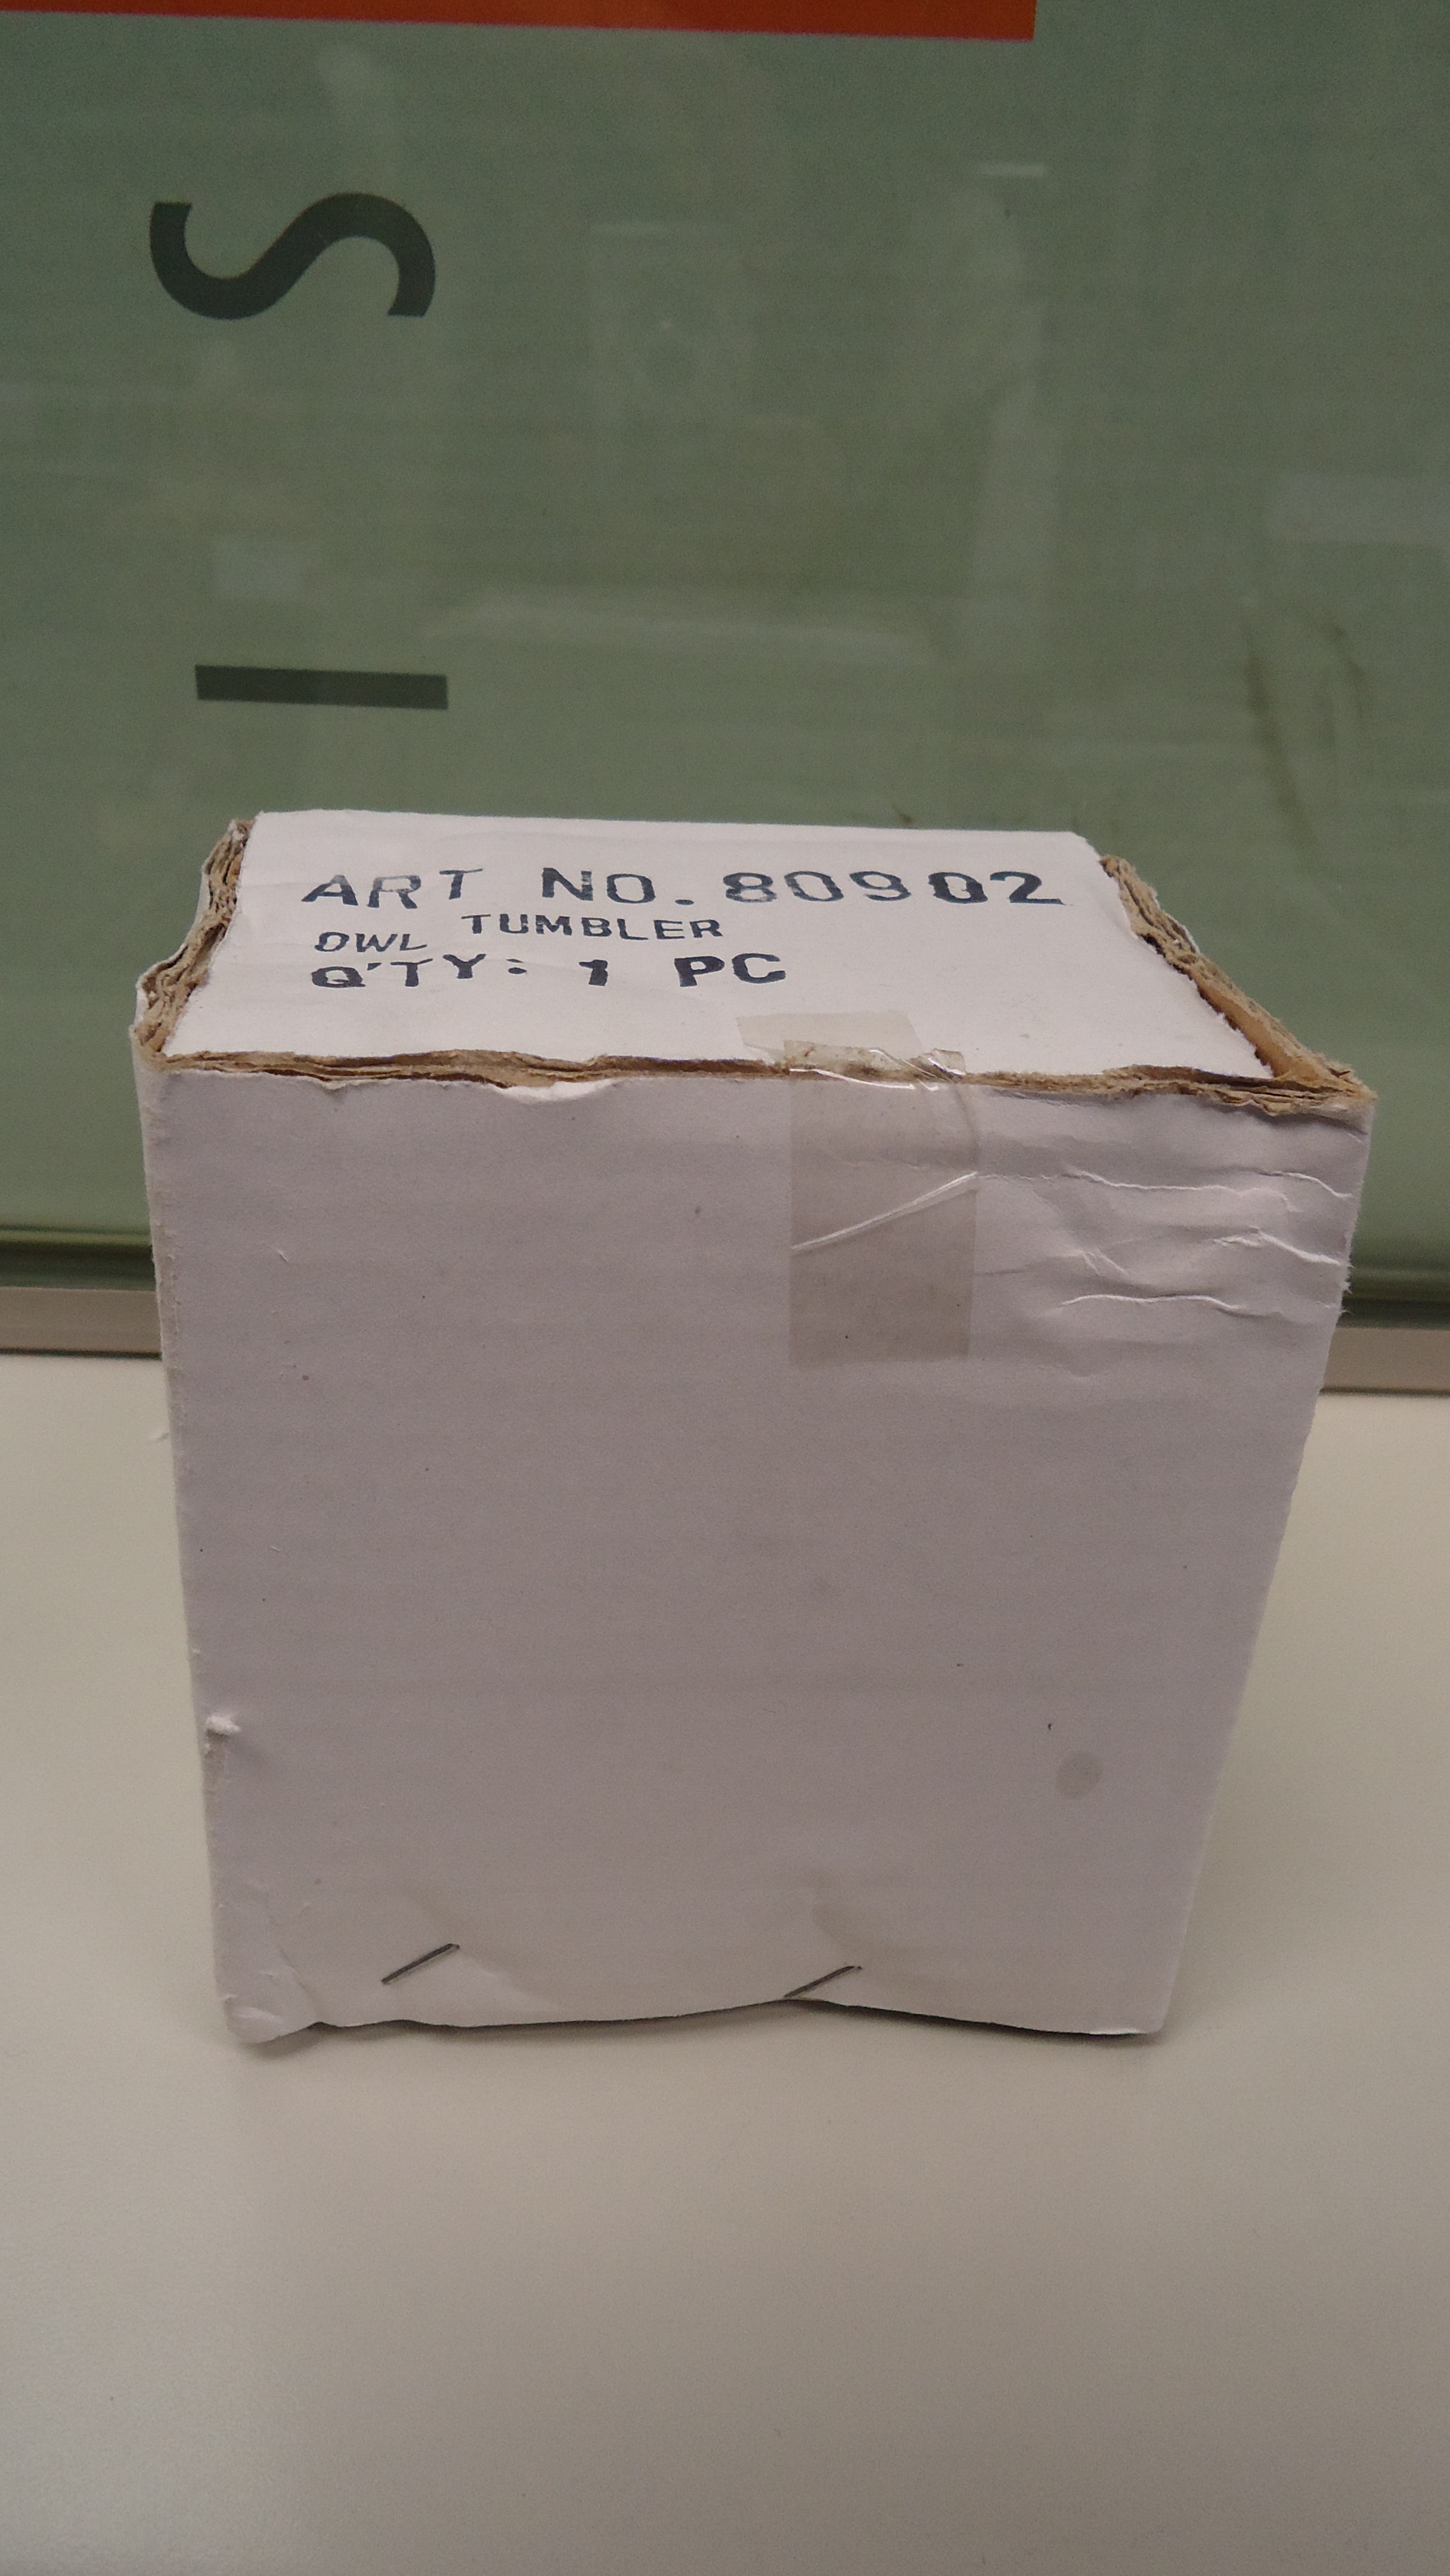 S
I
ART NO. 80902
OWL TUMBLER
Q'TY: 1 PC